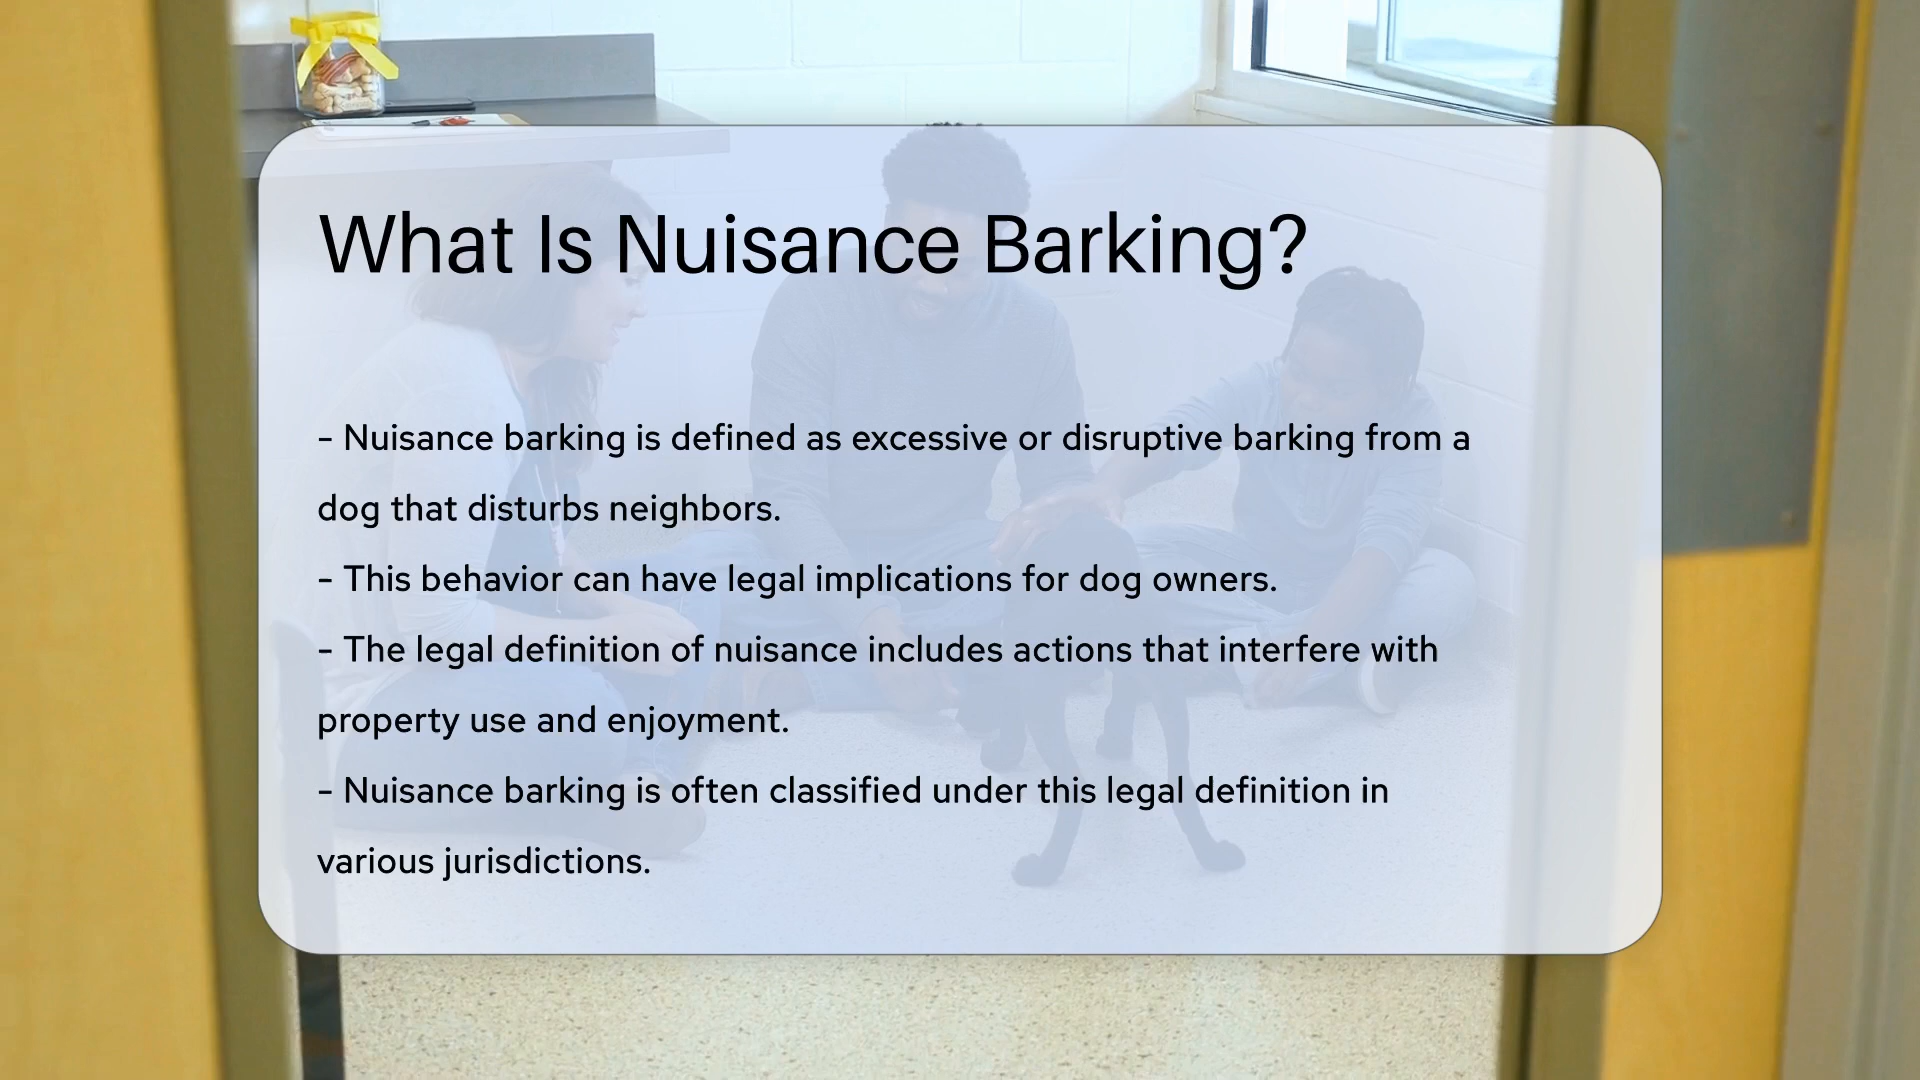 What Is Nuisance Barking?
- Nuisance barking is defined as excessive or disruptive barking from a
dog that disturbs neighbors.
- This behavior can have legal implications for dog owners.
- The legal definition of nuisance includes actions that interfere with
property use and enjoyment.
- Nuisance barking is often classified under this legal definition in
various jurisdictions.